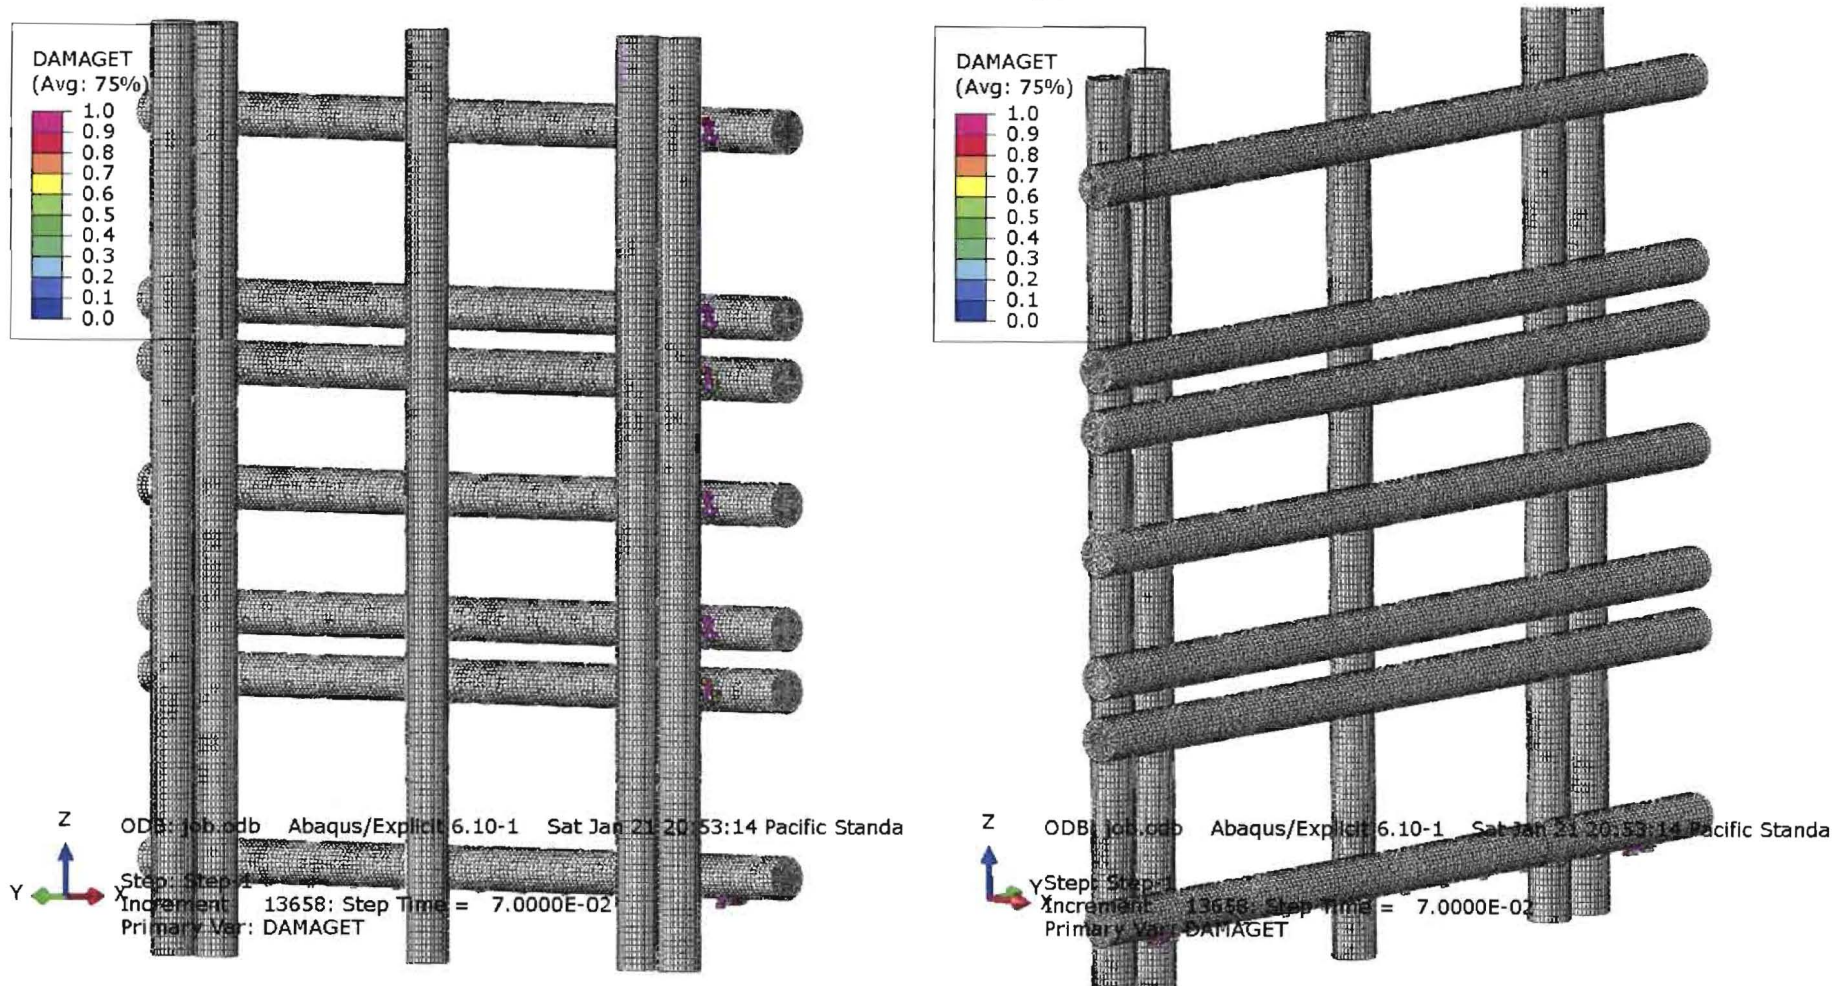 DAMAGET
(Avg: 75%)
1.0
0.9
0.8
0.7
0.6
0.5
0.4
0.3
0.2
0.1
0.0
Z
Y
X
ODB: job.odb Abaqus/Explicit 6.10-1 Sat Jan 21 20:53:14 Pacific Standa
Step: Step-1
Increment 13658: Step Time = 7.0000E-02
Primary Var: DAMAGET
DAMAGET
(Avg: 75%)
1.0
0.9
0.8
0.7
0.6
0.5
0.4
0.3
0.2
0.1
0.0
Z
Y
X
ODB: job.odb Abaqus/Explicit 6.10-1 Sat Jan 21 20:53:14 Pacific Standa
Step: Step-1
Increment 13658: Step Time = 7.0000E-02
Primary Var: DAMAGET